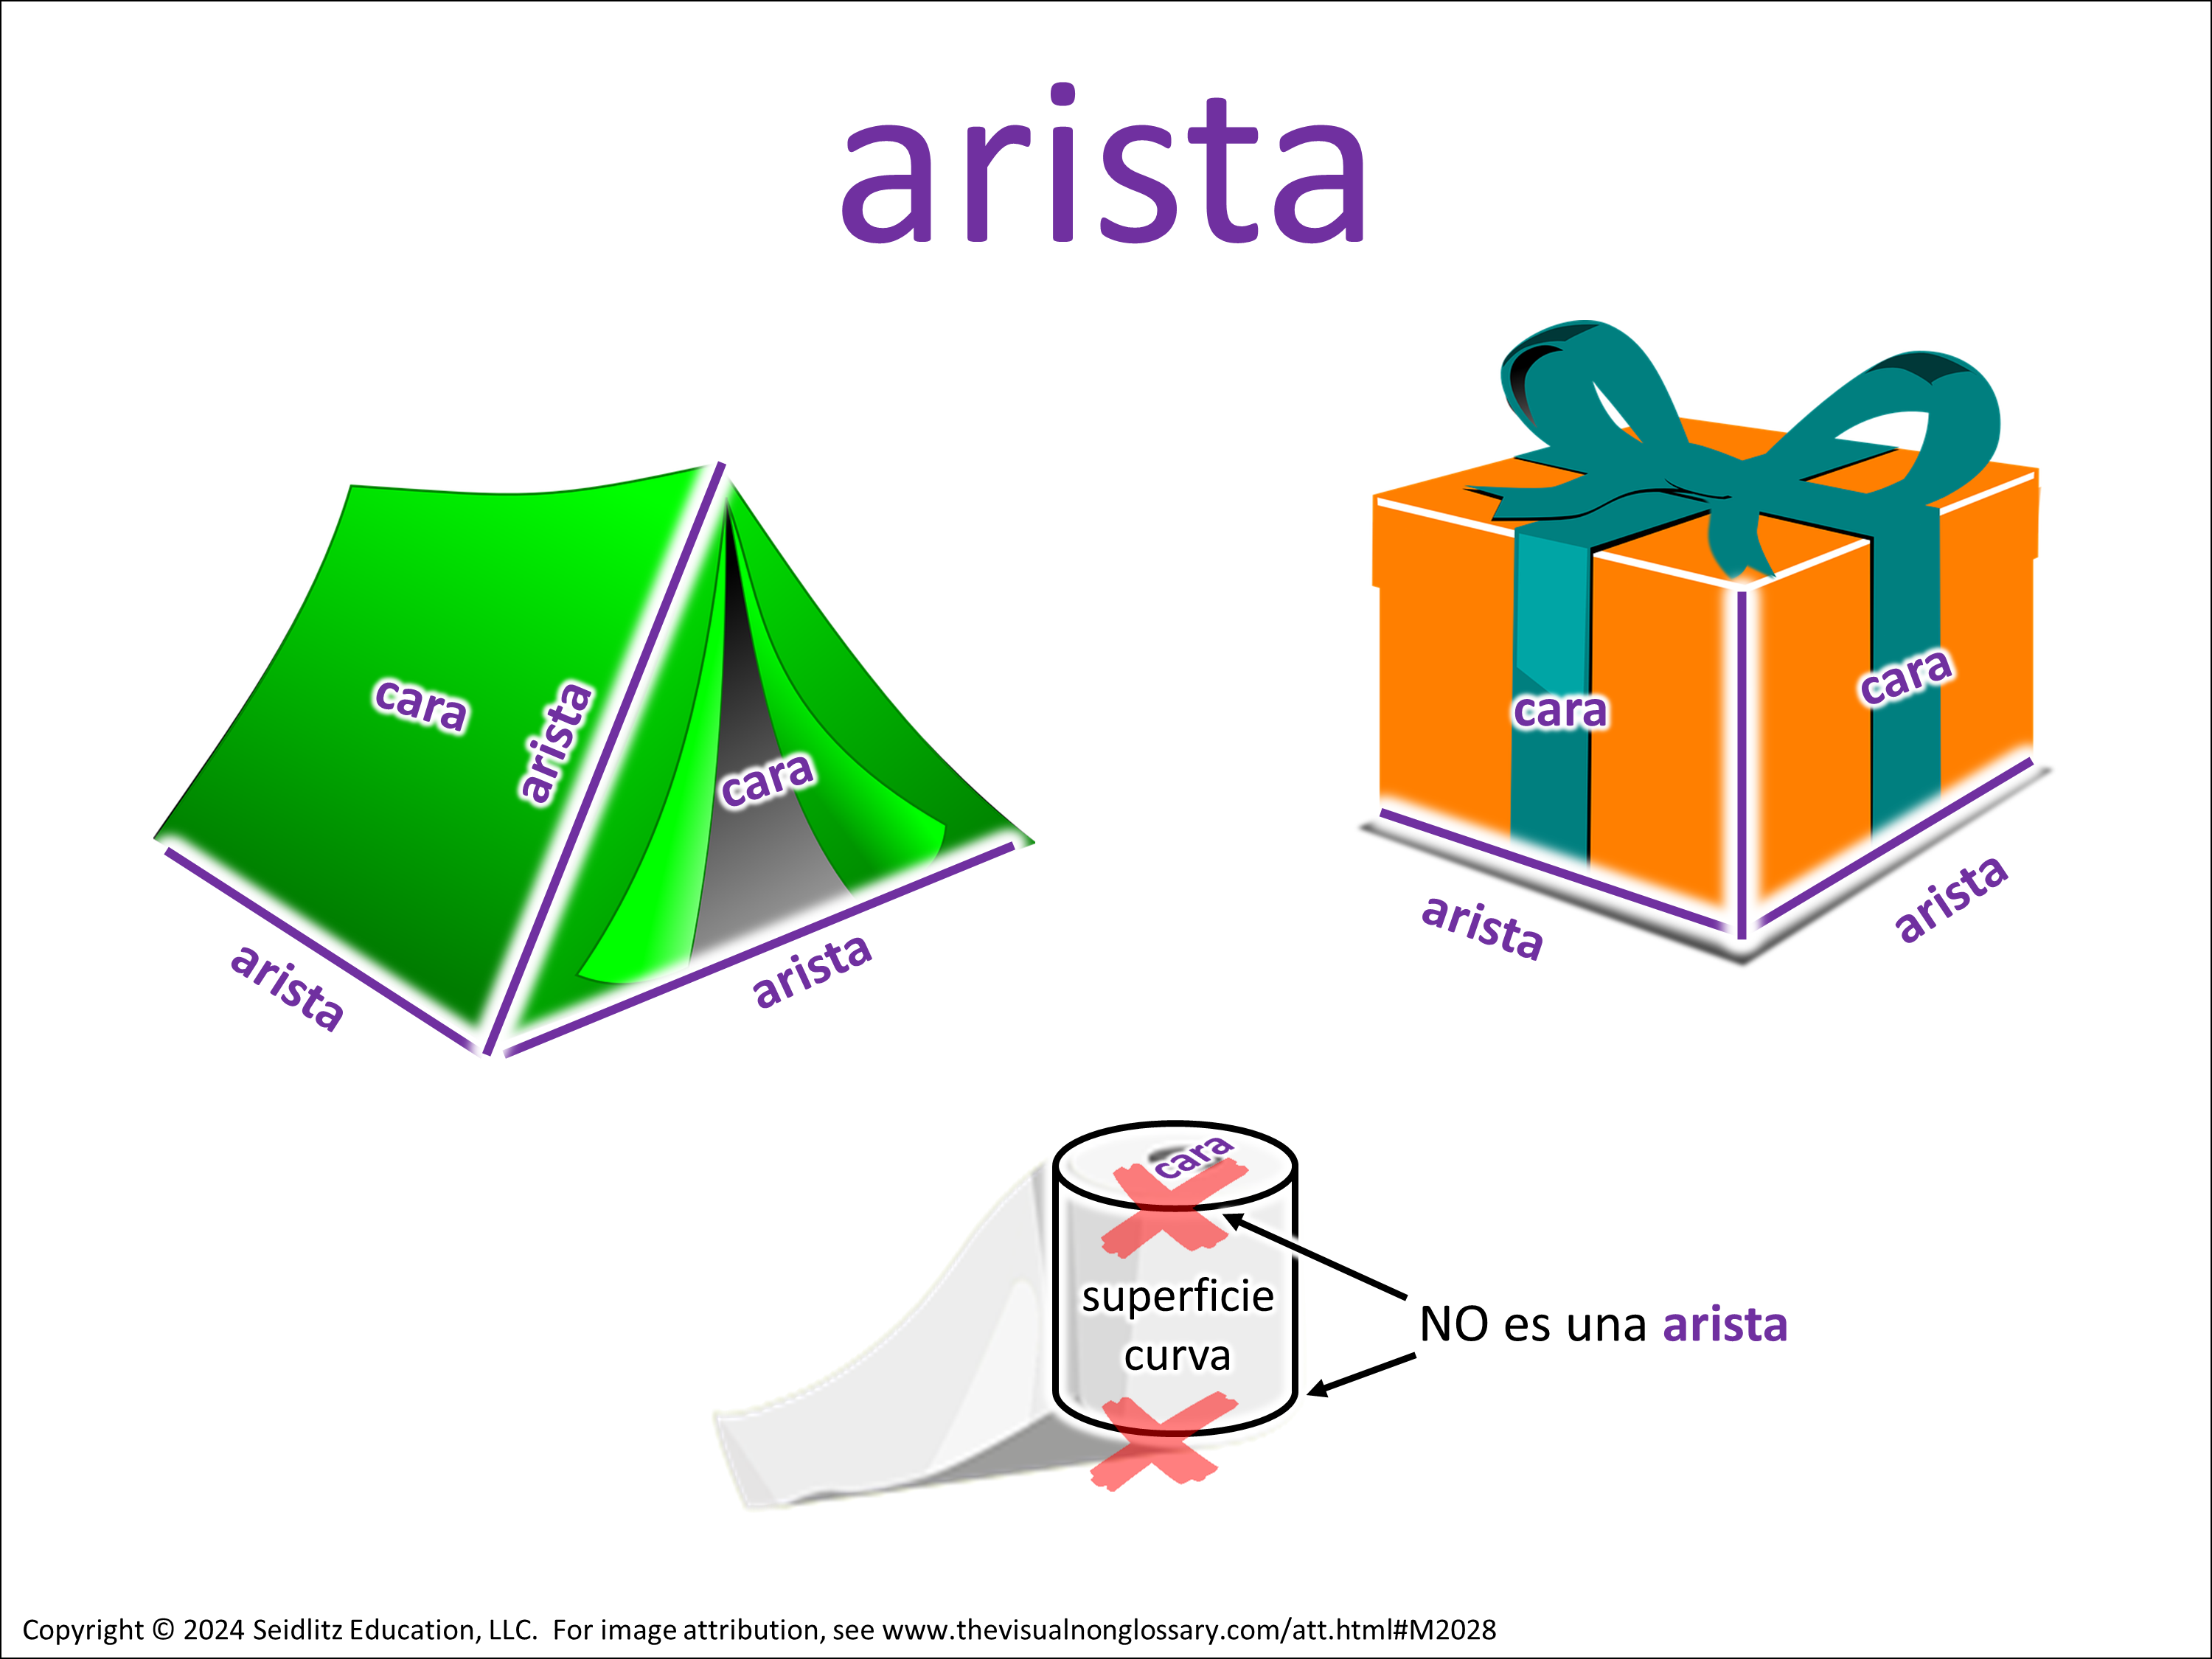 arista
cara
arista
cara
arista
arista
cara
cara
arista
arista
cara
superficie
curva
NO es una arista
Copyright © 2024 Seidlitz Education, LLC.  For image attribution, see www.thevisualnonglossary.com/att.html#M2028